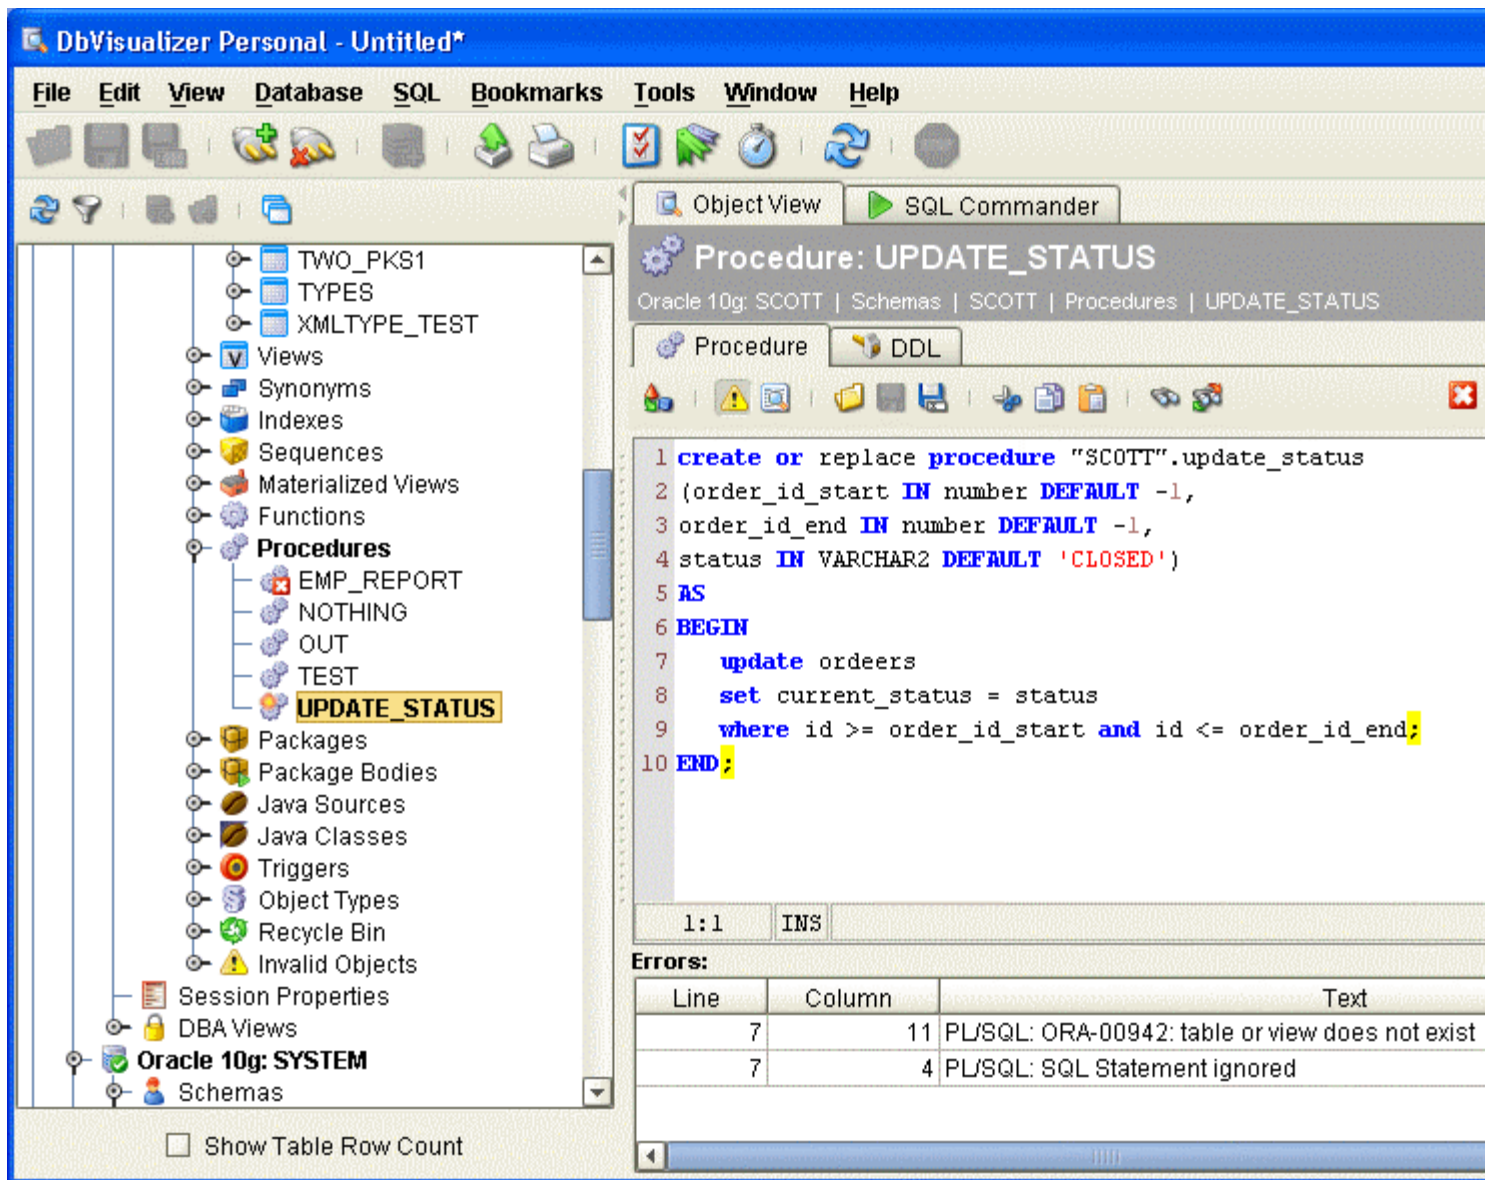 DbVisualizer Personal - Untitled*
File Edit View Database SQL Bookmarks Tools Window Help
Object View SQL Commander
Procedure: UPDATE_STATUS
Oracle 10g: SCOTT | Schemas | SCOTT | Procedures | UPDATE_STATUS
Procedure DDL
TWO_PKS1
TYPES
XMLTYPE_TEST
Views
Synonyms
Indexes
Sequences
Materialized Views
Functions
Procedures
EMP_REPORT
NOTHING
OUT
TEST
UPDATE_STATUS
Packages
Package Bodies
Java Sources
Java Classes
Triggers
Object Types
Recycle Bin
Invalid Objects
Session Properties
DBA Views
Oracle 10g: SYSTEM
Schemas
Show Table Row Count
1 create or replace procedure "SCOTT".update_status
2 (order_id_start IN number DEFAULT -1,
3 order_id_end IN number DEFAULT -1,
4 status IN VARCHAR2 DEFAULT 'CLOSED')
5 AS
6 BEGIN
7 update ordeers
8 set current_status = status
9 where id >= order_id_start and id <= order_id_end;
10 END;
1:1 INS
Errors:
Line Column Text
7 11 PL/SQL: ORA-00942: table or view does not exist
7 4 PL/SQL: SQL Statement ignored